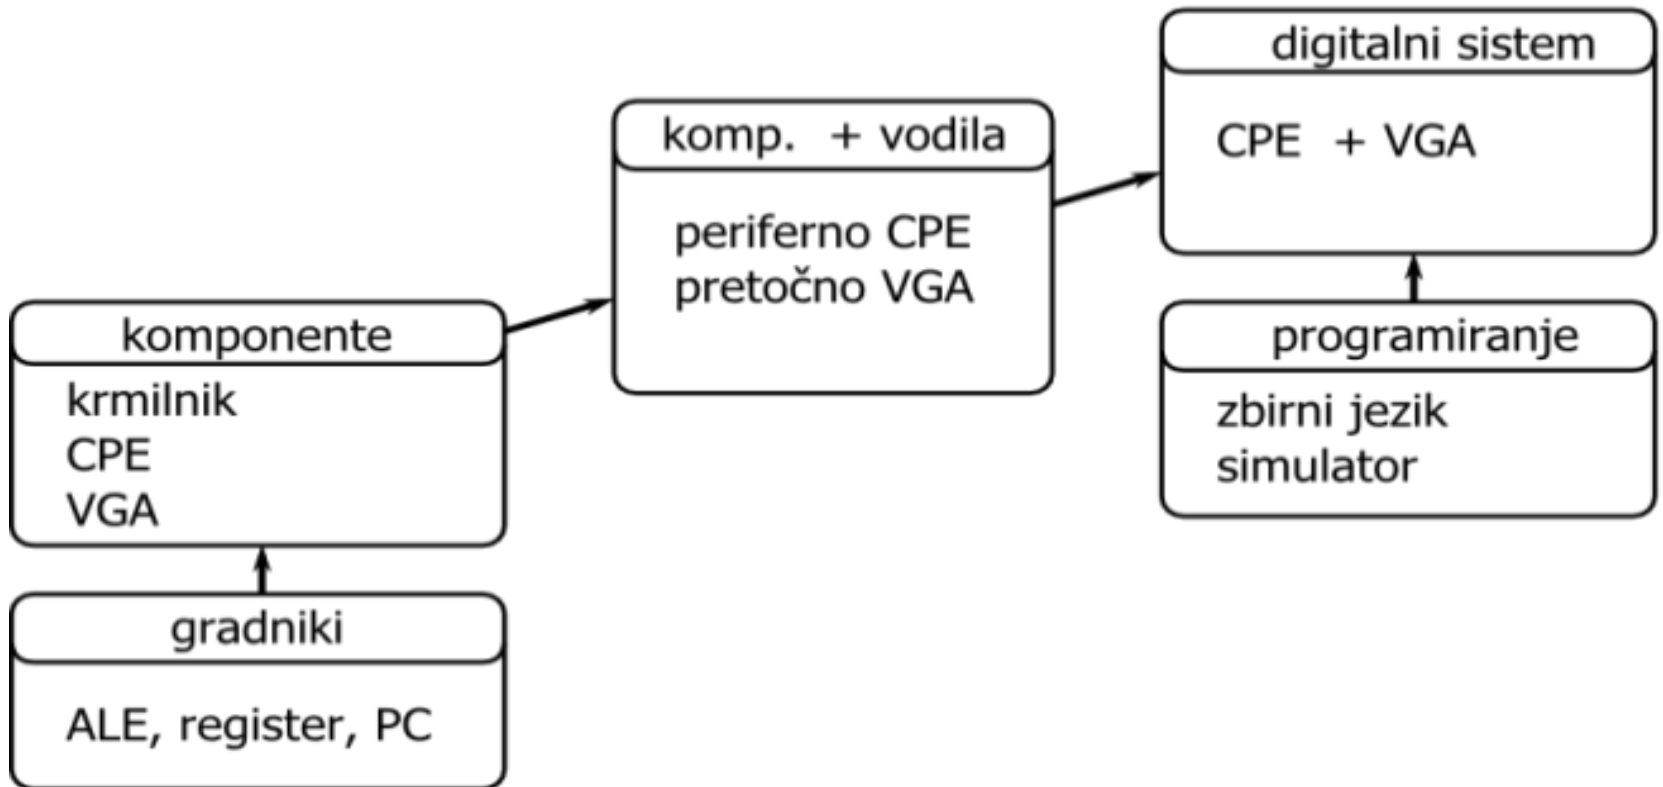 digitalni sistem
CPE + VGA
komp. + vodila
periferno CPE
pretočno VGA
komponente
krmilnik
CPE
VGA
programiranje
zbirni jezik
simulator
gradniki
ALE, register, PC